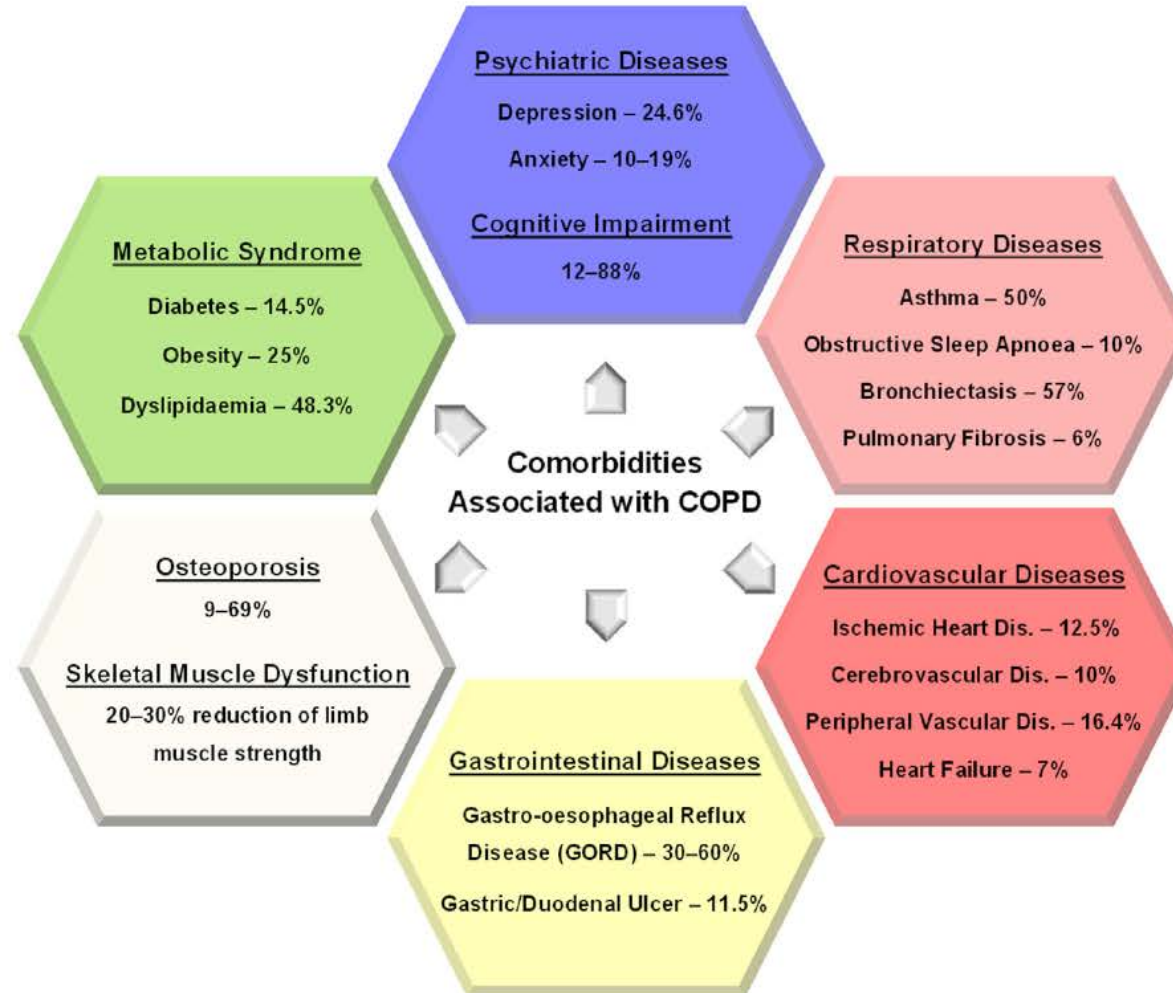 Psychiatric Diseases
Depression – 24.6%
Anxiety – 10–19%
Cognitive Impairment
12–88%
Metabolic Syndrome
Diabetes – 14.5%
Obesity – 25%
Dyslipidaemia – 48.3%
Respiratory Diseases
Asthma – 50%
Obstructive Sleep Apnoea – 10%
Bronchiectasis – 57%
Pulmonary Fibrosis – 6%
Comorbidities
Associated with COPD
Osteoporosis
9–69%
Skeletal Muscle Dysfunction
20–30% reduction of limb
muscle strength
Cardiovascular Diseases
Ischemic Heart Dis. – 12.5%
Cerebrovascular Dis. – 10%
Peripheral Vascular Dis. – 16.4%
Heart Failure – 7%
Gastrointestinal Diseases
Gastro-oesophageal Reflux
Disease (GORD) – 30–60%
Gastric/Duodenal Ulcer – 11.5%